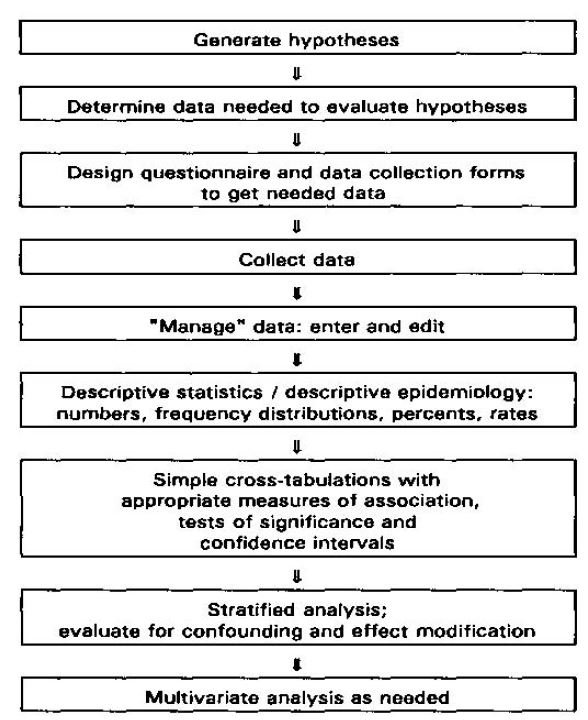 Generate hypotheses
⇓
Determine data needed to evaluate hypotheses
⇓
Design questionnaire and data collection forms
to get needed data
⇓
Collect data
⇓
"Manage" data: enter and edit
⇓
Descriptive statistics / descriptive epidemiology:
numbers, frequency distributions, percents, rates
⇓
Simple cross-tabulations with
appropriate measures of association,
tests of significance and
confidence intervals
⇓
Stratified analysis;
evaluate for confounding and effect modification
⇓
Multivariate analysis as needed